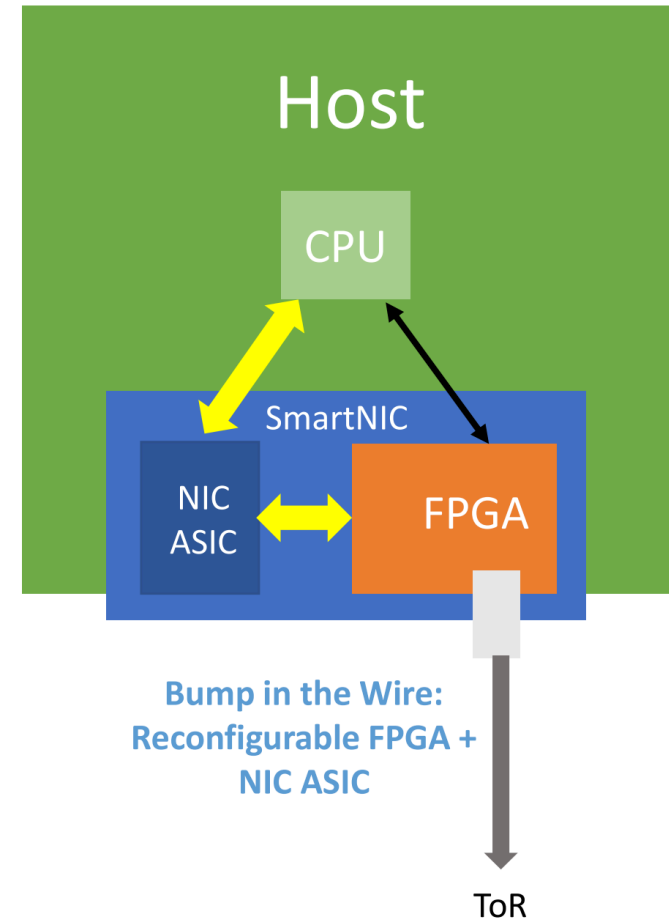 Host
CPU
SmartNIC
NIC
ASIC
FPGA
Bump in the Wire:
Reconfigurable FPGA +
NIC ASIC
ToR